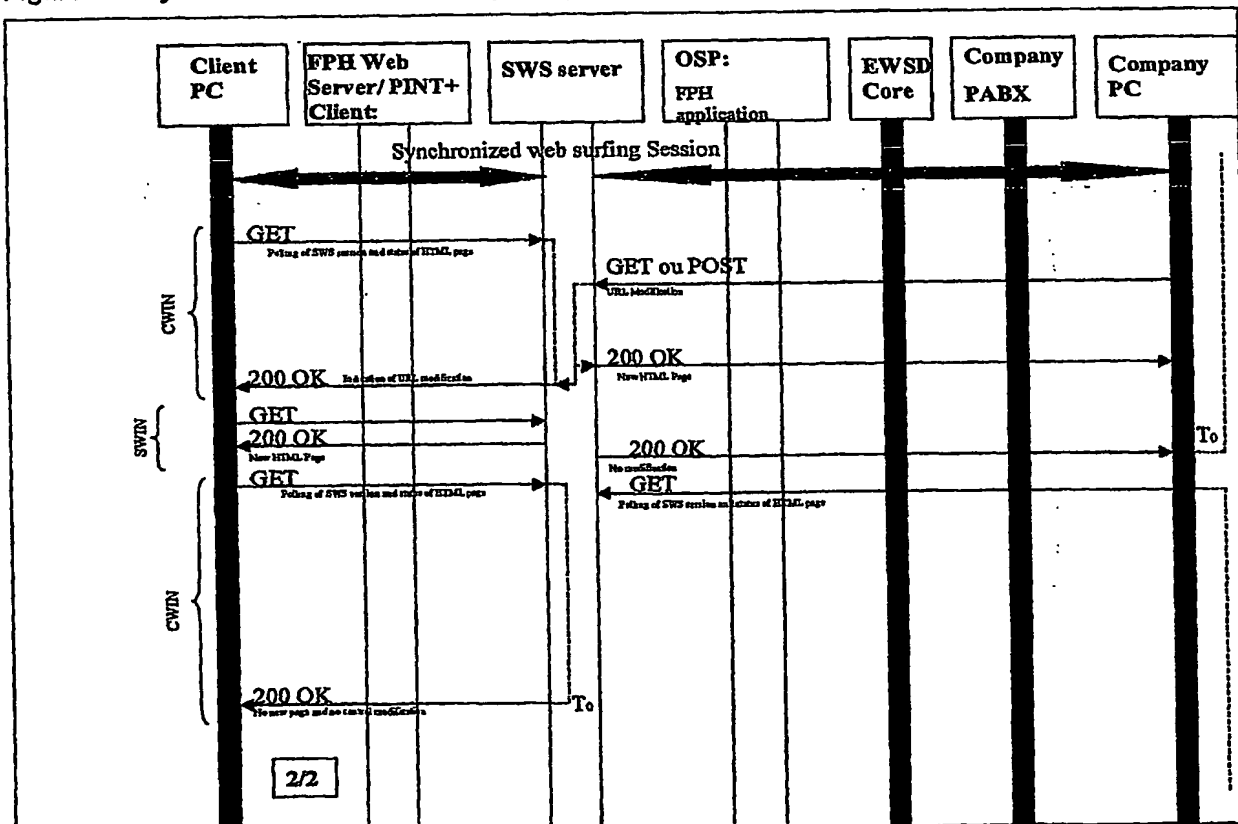 Client
PC
FPH Web
Server/ PINT+
Client:
SWS server
OSP:
FPH
application
EWSD
Core
Company
PABX
Company
PC
Synchronized web surfing Session
GET
Polling of SWS session and status of HTML page
GET ou POST
URL Modification
CWIN
200 OK
New HTML Page
200 OK Indication of URL modification
GET
SWIN
200 OK
New HTML Page
200 OK
No modification
To
GET
Polling of SWS session and status of HTML page
GET
Polling of SWS session and status of HTML page
CWIN
200 OK
No new page and no control modification
To
2/2